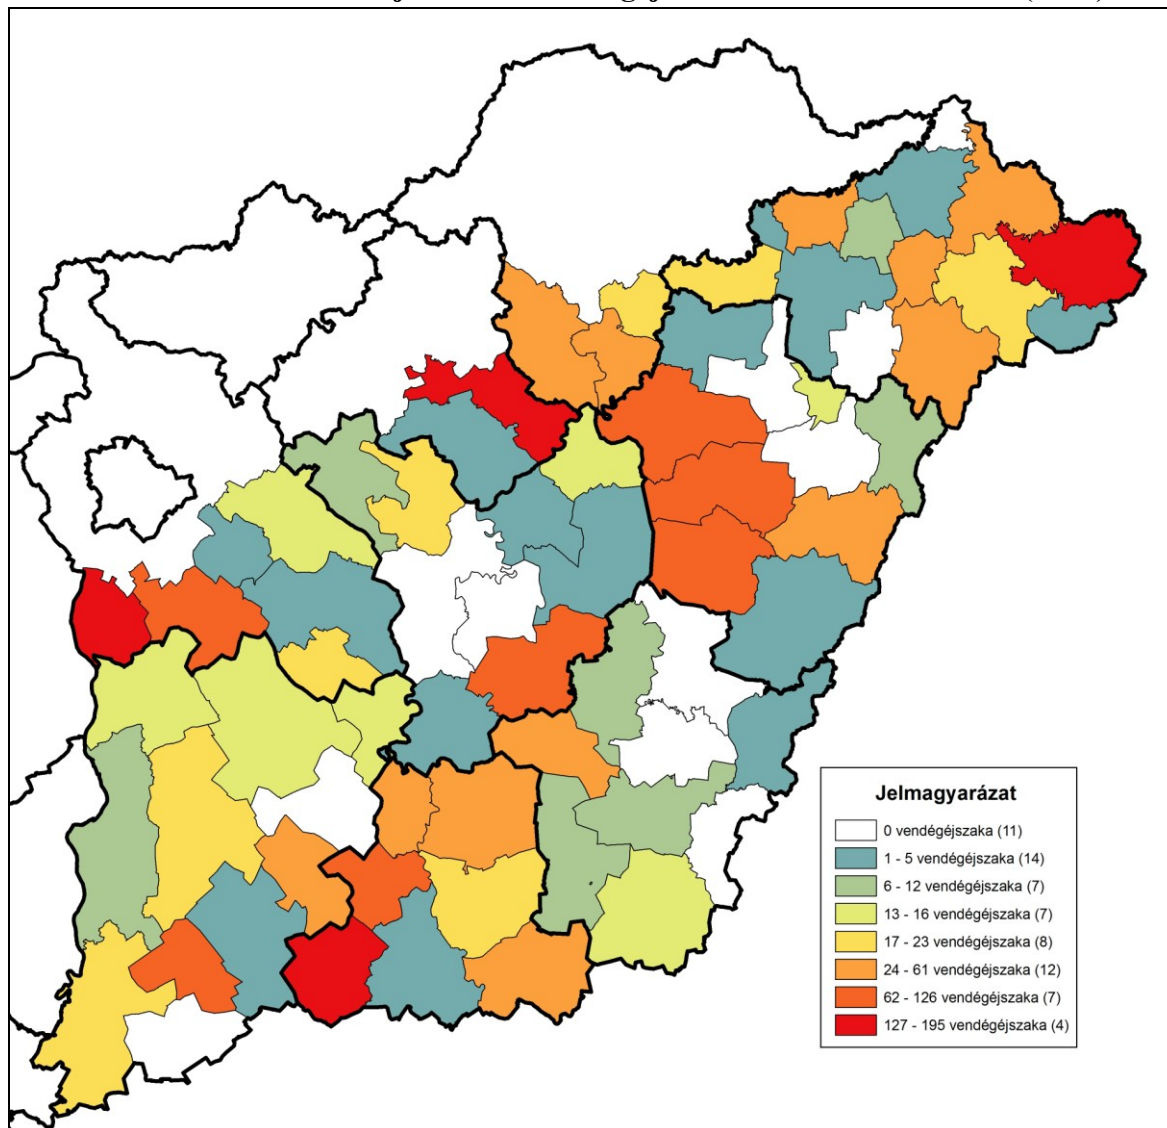 Jelmagyarázat
0 vendégéjszaka (11)
1 - 5 vendégéjszaka (14)
6 - 12 vendégéjszaka (7)
13 - 16 vendégéjszaka (7)
17 - 23 vendégéjszaka (8)
24 - 61 vendégéjszaka (12)
62 - 126 vendégéjszaka (7)
127 - 195 vendégéjszaka (4)